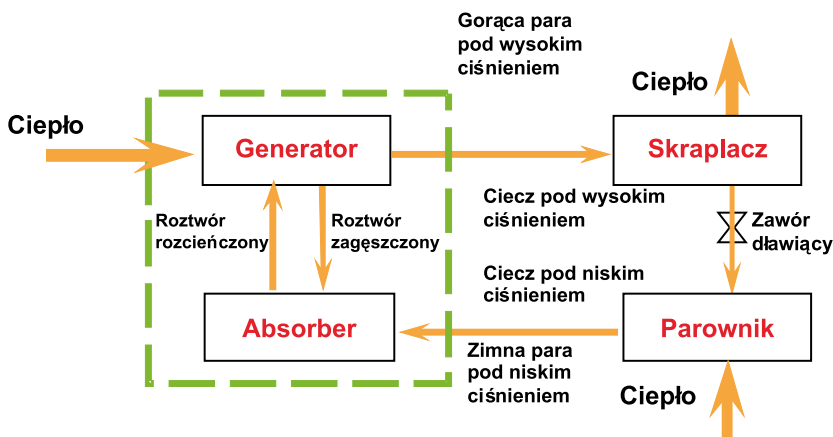 Gorąca para
pod wysokim
ciśnieniem
Ciepło
Ciepło
Generator
Skraplacz
Roztwór
rozcieńczony
Roztwór
zagęszczony
Ciecz pod wysokim
ciśnieniem
Zawór
dławiący
Ciecz pod niskim
ciśnieniem
Absorber
Parownik
Zimna para
pod niskim
ciśnieniem
Ciepło